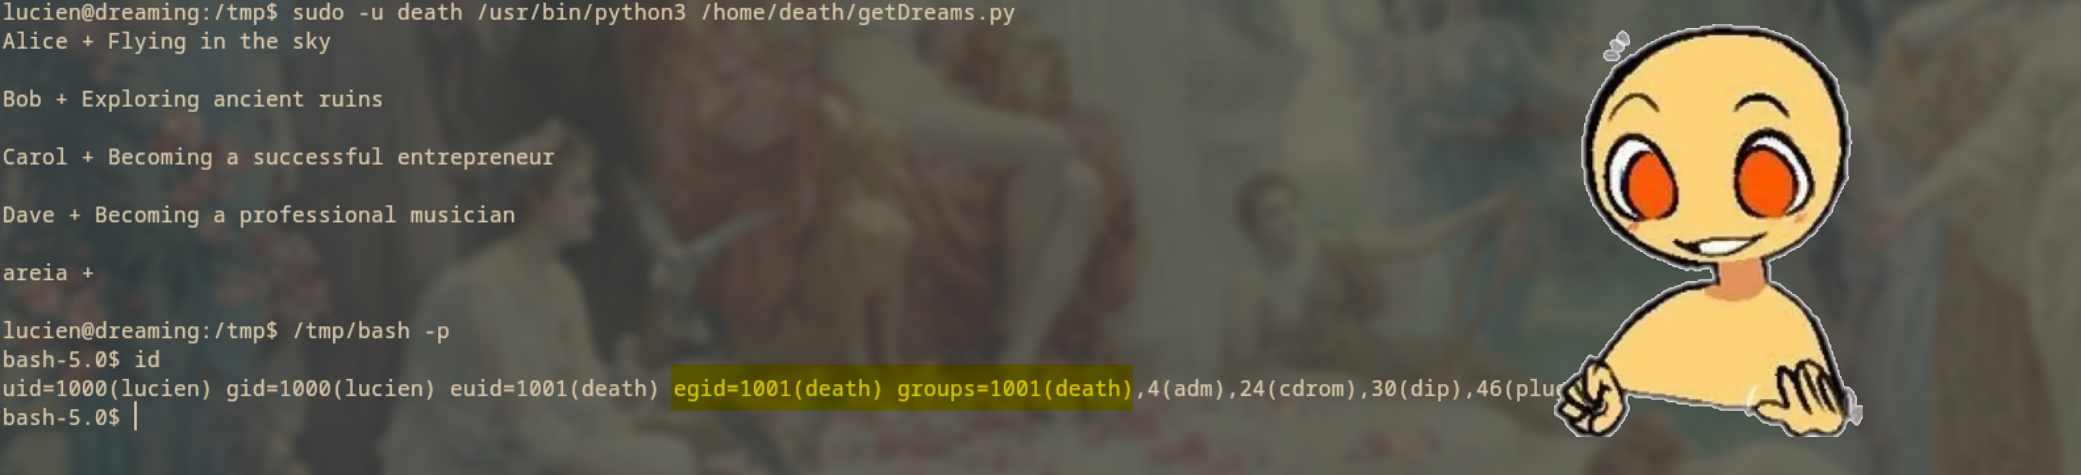 lucien@dreaming:/tmp$ sudo -u death /usr/bin/python3 /home/death/getDreams.py
Alice + Flying in the sky
Bob + Exploring ancient ruins
Carol + Becoming a successful entrepreneur
Dave + Becoming a professional musician
areia +
lucien@dreaming:/tmp$ /tmp/bash -p
bash-5.0$ id
uid=1000(lucien) gid=1000(lucien) euid=1001(death) egid=1001(death) groups=1001(death),4(adm),24(cdrom),30(dip),46(plu
bash-5.0$